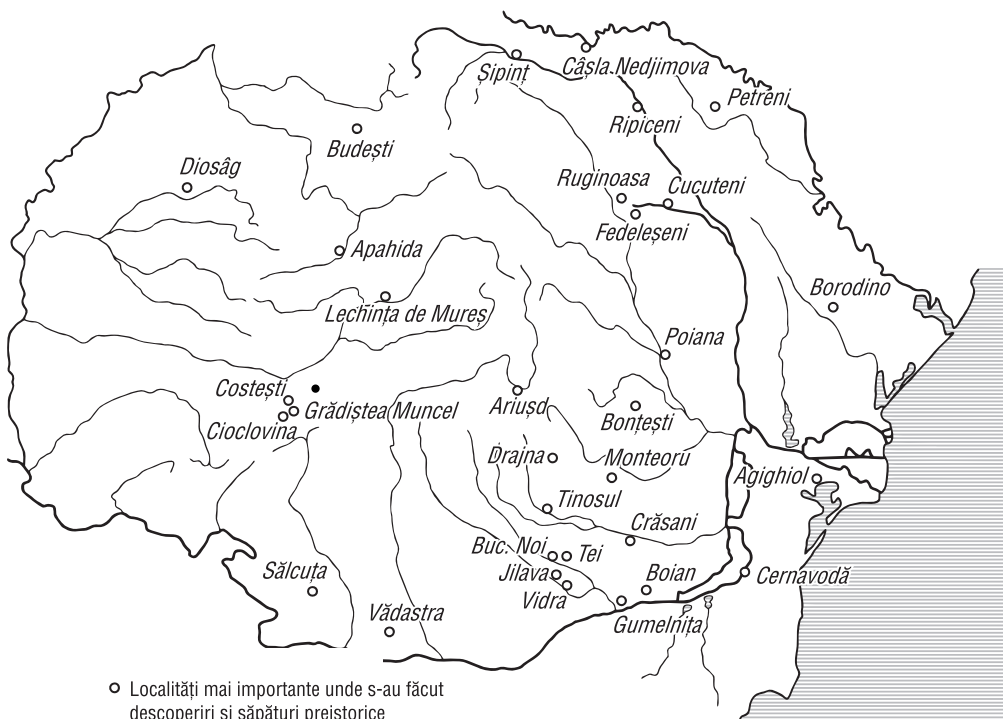 Șipinț
Câșla Nedjimova
Petreni
Ripiceni
Budești
Diosâg
Ruginoasa
Cucuteni
Fedeleșeni
Apahida
Borodino
Lechința de Mureș
Poiana
Costești
Grădiștea Muncel
Cioclovina
Ariușd
Bonțești
Drajna
Monteoru
Agighiol
Tinosul
Crăsani
Buc. Noi
Tei
Jilava
Boian
Cernavodă
Sălcuța
Vidra
Vădastra
Gumelnița
Localități mai importante unde s-au făcut
descoperiri și săpături preistorice